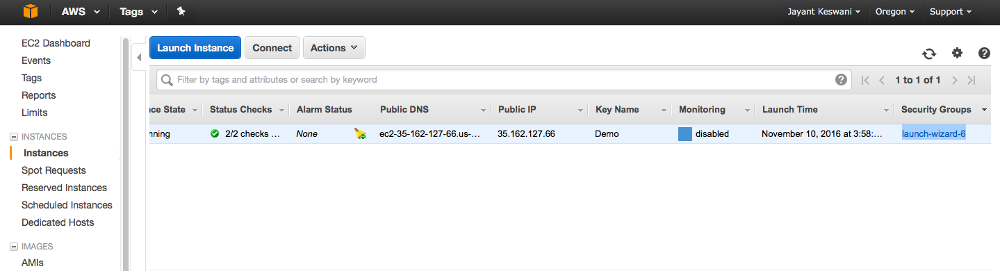 AWS Tags Jayant Keswani Oregon Support
EC2 Dashboard
Events
Tags
Reports
Limits
INSTANCES
Instances
Spot Requests
Reserved Instances
Scheduled Instances
Dedicated Hosts
IMAGES
AMIs
Launch Instance Connect Actions
Filter by tags and attributes or search by keyword ? 1 to 1 of 1
ce State Status Checks Alarm Status Public DNS Public IP Key Name Monitoring Launch Time Security Groups
nning 2/2 checks ... None ec2-35-162-127-66.us-... 35.162.127.66 Demo disabled November 10, 2016 at 3:58:... launch-wizard-6